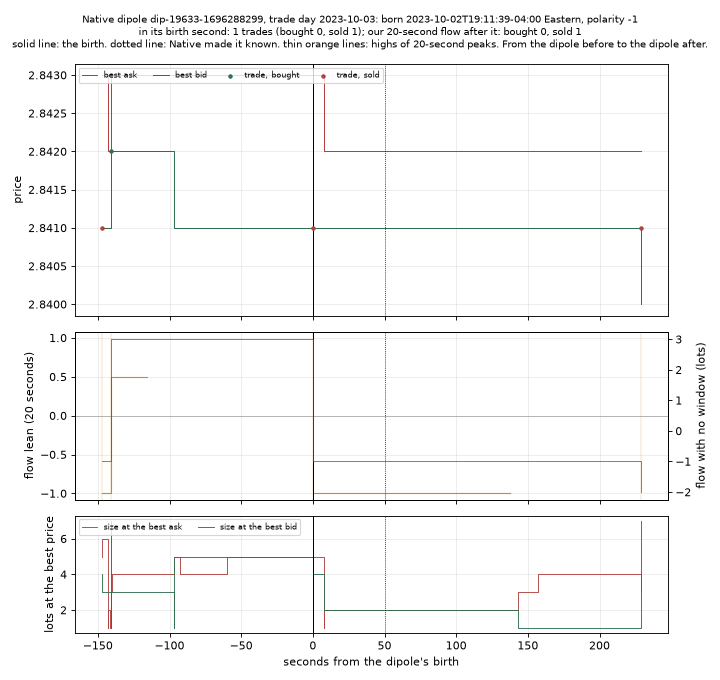 Native dipole dip-19633-1696288299, trade day 2023-10-03: born 2023-10-02T19:11:39-04:00 Eastern, polarity -1
in its birth second: 1 trades (bought 0, sold 1); our 20-second flow after it: bought 0, sold 1
solid line: the birth. dotted line: Native made it known. thin orange lines: highs of 20-second peaks. From the dipole before to the dipole after.
best ask best bid trade, bought trade, sold
2.8430
2.8425
2.8420
2.8415
2.8410
2.8405
2.8400
price
1.0
0.5
0.0
−0.5
−1.0
flow lean (20 seconds)
3
2
1
0
−1
−2
flow with no window (lots)
size at the best ask size at the best bid
6
4
2
lots at the best price
−150 −100 −50 0 50 100 150 200
seconds from the dipole's birth